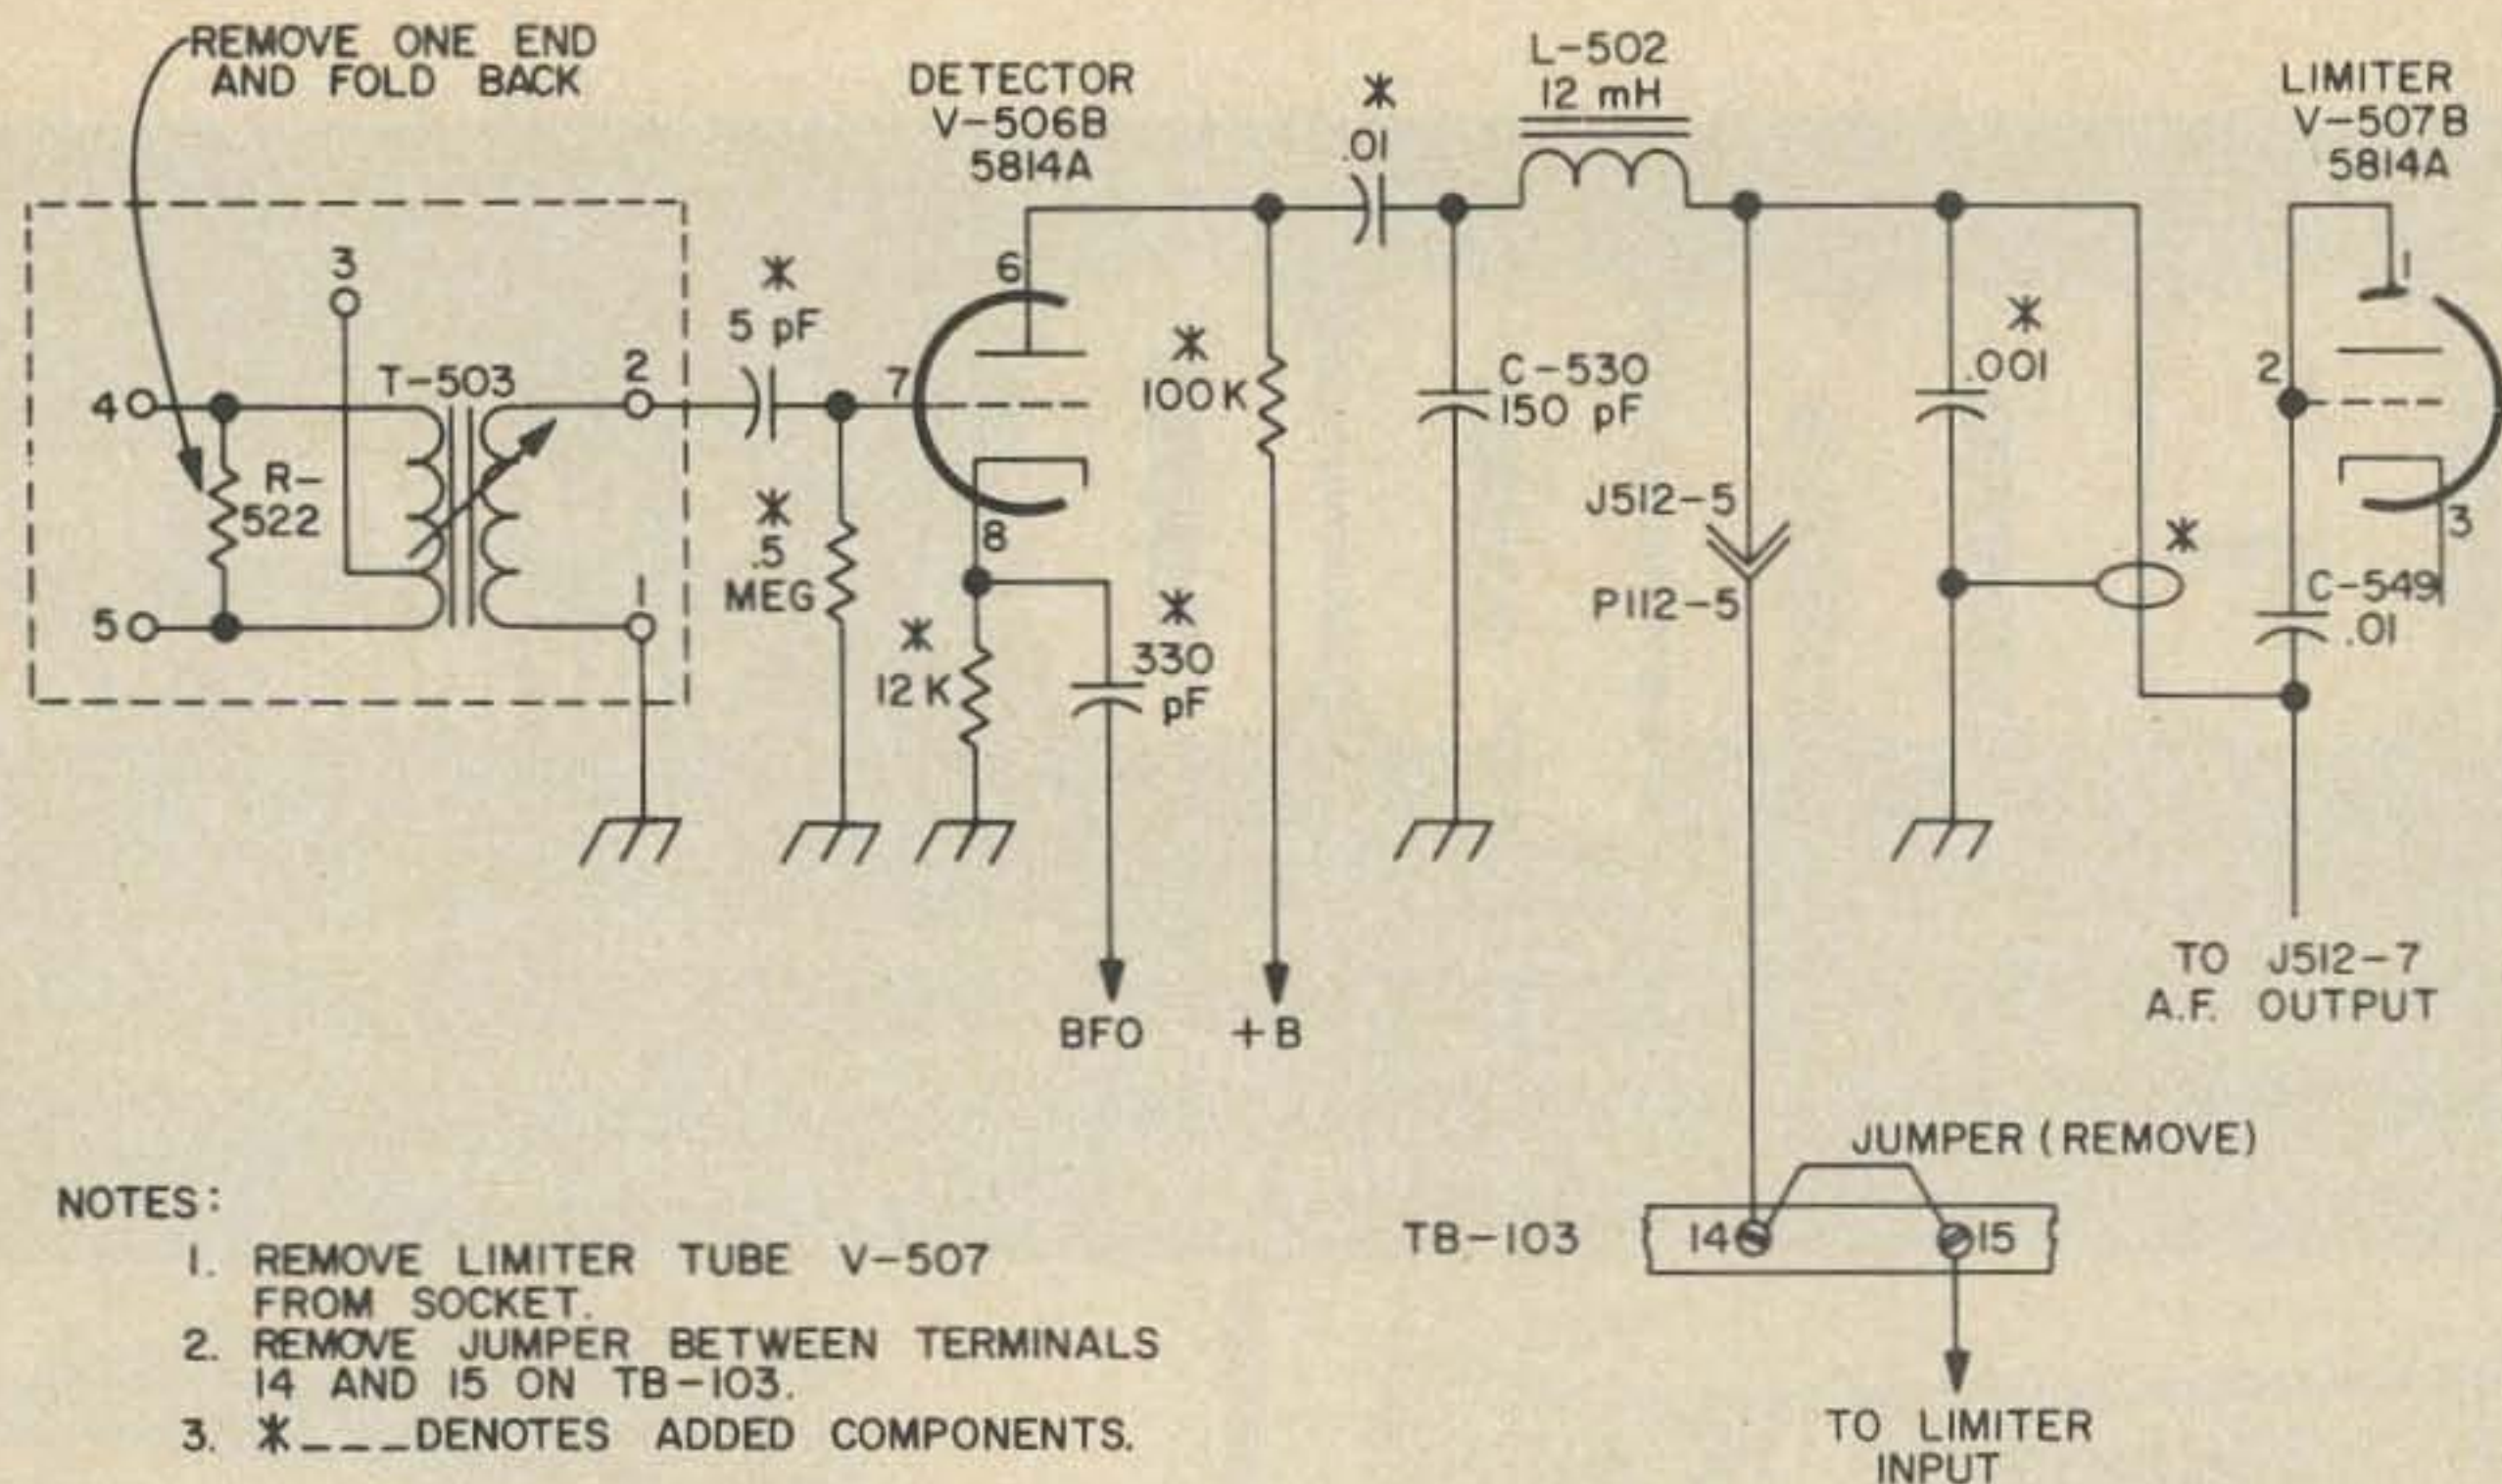 REMOVE ONE END
AND FOLD BACK
DETECTOR
V-506B
5814A
*
.01
L-502
12 mH
LIMITER
V-507B
5814A
3
4
5
T-503
R-
522
2
1
*
5 pF
7
6
8
*
.5
MEG
*
12 K
*
330
pF
*
100 K
C-530
150 pF
J512-5
P112-5
*
.001
*
1
2
3
C-549
.01
BFO
+B
TO J512-7
A.F. OUTPUT
JUMPER (REMOVE)
TB-103
14
15
TO LIMITER
INPUT
NOTES:
1. REMOVE LIMITER TUBE V-507
FROM SOCKET.
2. REMOVE JUMPER BETWEEN TERMINALS
14 AND 15 ON TB-103.
3. *___DENOTES ADDED COMPONENTS.